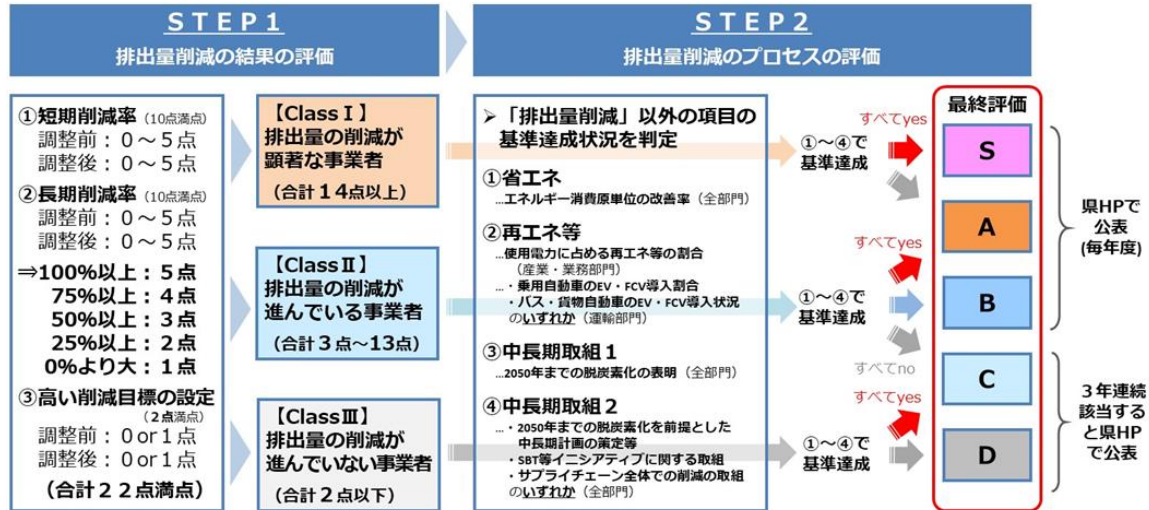 STEP1
排出量削減の結果の評価
STEP2
排出量削減のプロセスの評価
①短期削減率（10点満点）
調整前：０～５点
調整後：０～５点
②長期削減率（10点満点）
調整前：０～５点
調整後：０～５点
⇒100%以上：５点
75%以上：４点
50%以上：３点
25%以上：２点
0%より大：１点
③高い削減目標の設定
（２点満点）
調整前：０or１点
調整後：０or１点
（合計２２点満点）
【ClassⅠ】
排出量の削減が
顕著な事業者
（合計１４点以上）
【ClassⅡ】
排出量の削減が
進んでいる事業者
（合計３点～13点）
【ClassⅢ】
排出量の削減が
進んでいない事業者
（合計２点以下）
➢「排出量削減」以外の項目の
基準達成状況を判定
①省エネ
…エネルギー消費原単位の改善率（全部門）
②再エネ等
…使用電力に占める再エネ等の割合
（産業・業務部門）
…・乗用自動車のEV・FCV導入割合
・バス・貨物自動車のEV・FCV導入状況
のいずれか（運輸部門）
③中長期取組１
…2050年までの脱炭素化の表明（全部門）
④中長期取組２
…・2050年までの脱炭素化を前提とした
中長期計画の策定等
・SBT等イニシアティブに関する取組
・サプライチェーン全体での削減の取組
のいずれか（全部門）
すべてyes
①～④で
基準達成
すべてyes
①～④で
基準達成
すべてno
すべてyes
①～④で
基準達成
最終評価
S
A
B
C
D
県HPで
公表
(毎年度)
３年連続
該当する
と県HP
で公表